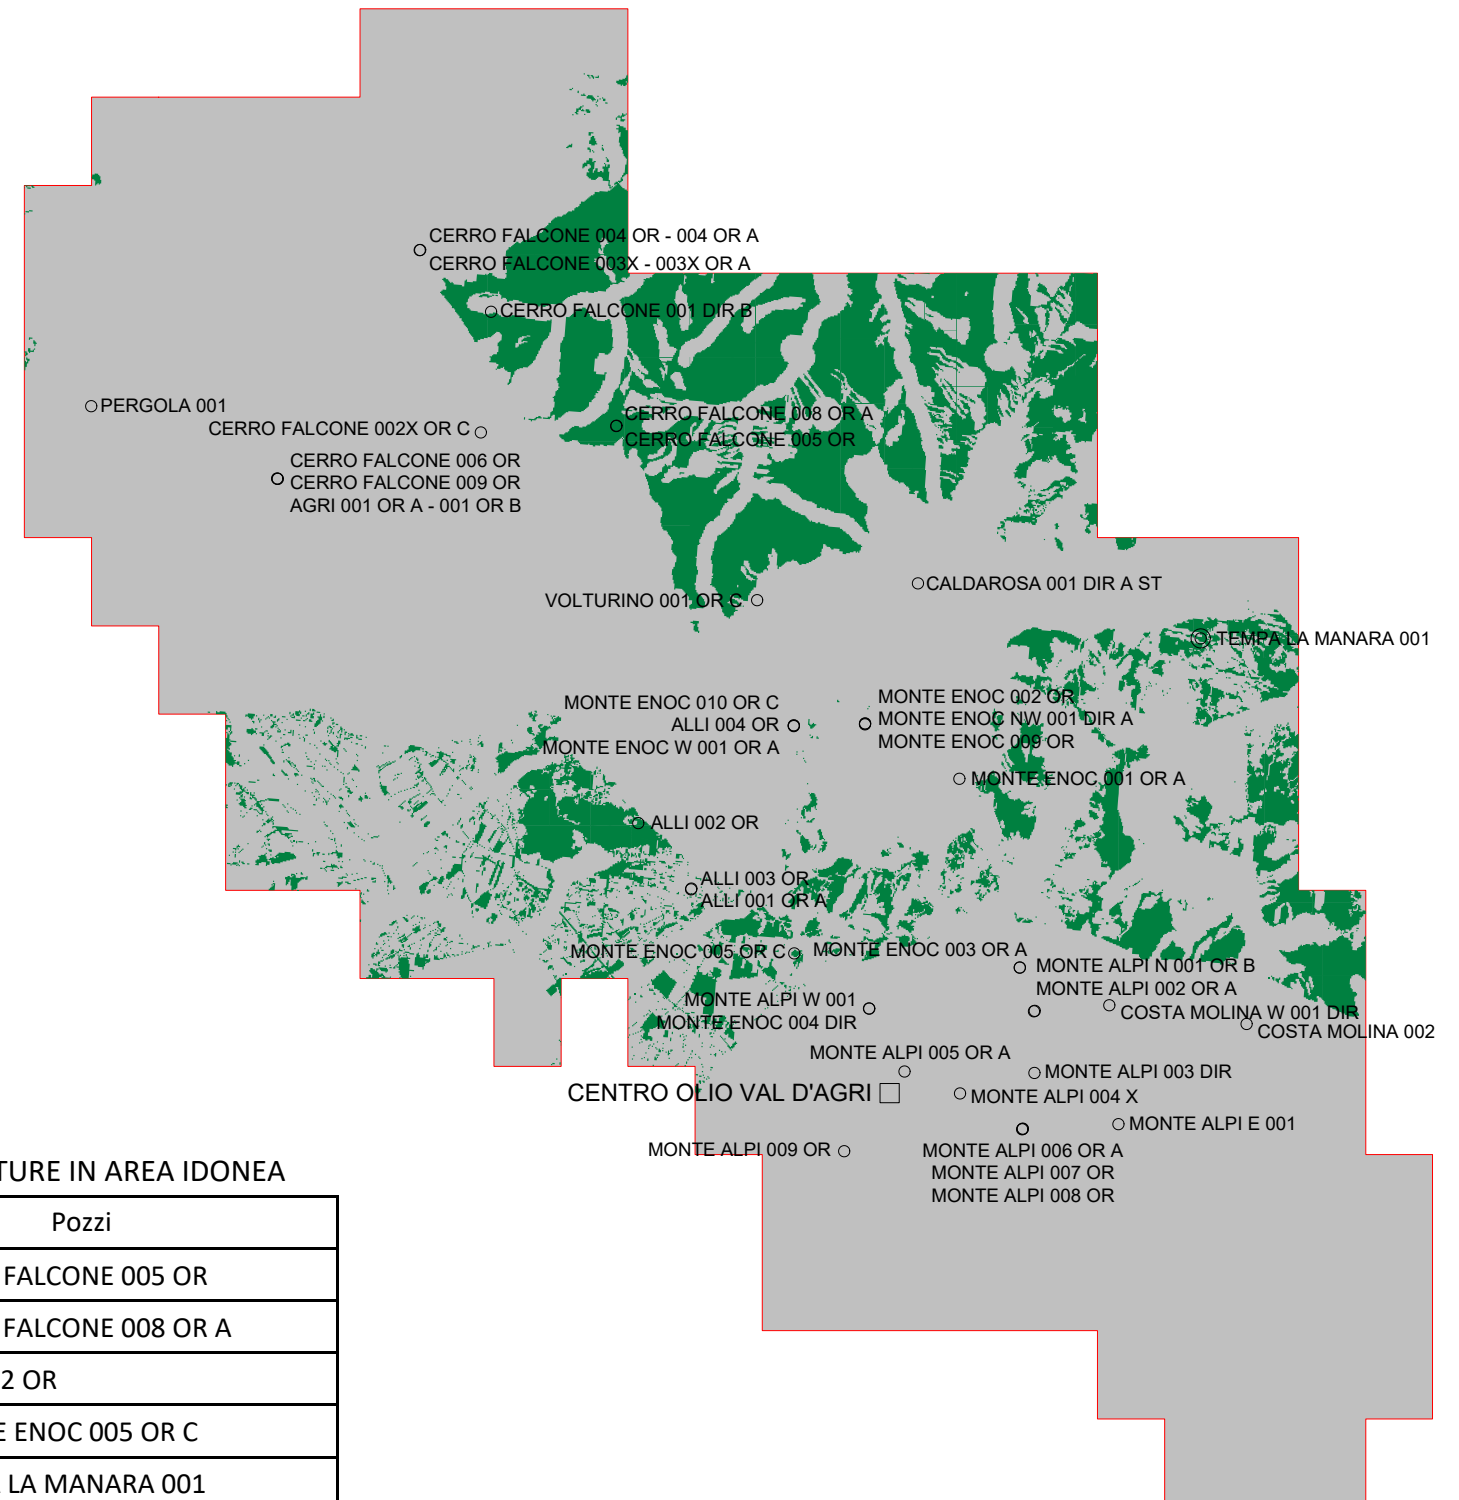 CERRO FALCONE 004 OR - 004 OR A
CERRO FALCONE 003X - 003X OR A
CERRO FALCONE 001 DIR B
PERGOLA 001
CERRO FALCONE 008 OR A
CERRO FALCONE 002X OR C
CERRO FALCONE 005 OR
CERRO FALCONE 006 OR
CERRO FALCONE 009 OR
AGRI 001 OR A - 001 OR B
CALDAROSA 001 DIR A ST
VOLTURINO 001 OR C
TEMPA LA MANARA 001
MONTE ENOC 010 OR C
ALLI 004 OR
MONTE ENOC W 001 OR A
MONTE ENOC 002 OR
MONTE ENOC NW 001 DIR A
MONTE ENOC 009 OR
MONTE ENOC 001 OR A
ALLI 002 OR
ALLI 003 OR
ALLI 001 OR A
MONTE ENOC 005 OR C
MONTE ENOC 003 OR A
MONTE ALPI N 001 OR B
MONTE ALPI 002 OR A
MONTE ALPI W 001
MONTE ENOC 004 DIR
COSTA MOLINA W 001 DIR
COSTA MOLINA 002
MONTE ALPI 005 OR A
MONTE ALPI 003 DIR
CENTRO OLIO VAL D'AGRI
MONTE ALPI 004 X
MONTE ALPI E 001
MONTE ALPI 009 OR
MONTE ALPI 006 OR A
MONTE ALPI 007 OR
MONTE ALPI 008 OR
TURE IN AREA IDONEA
Pozzi
FALCONE 005 OR
FALCONE 008 OR A
2 OR
E ENOC 005 OR C
LA MANARA 001